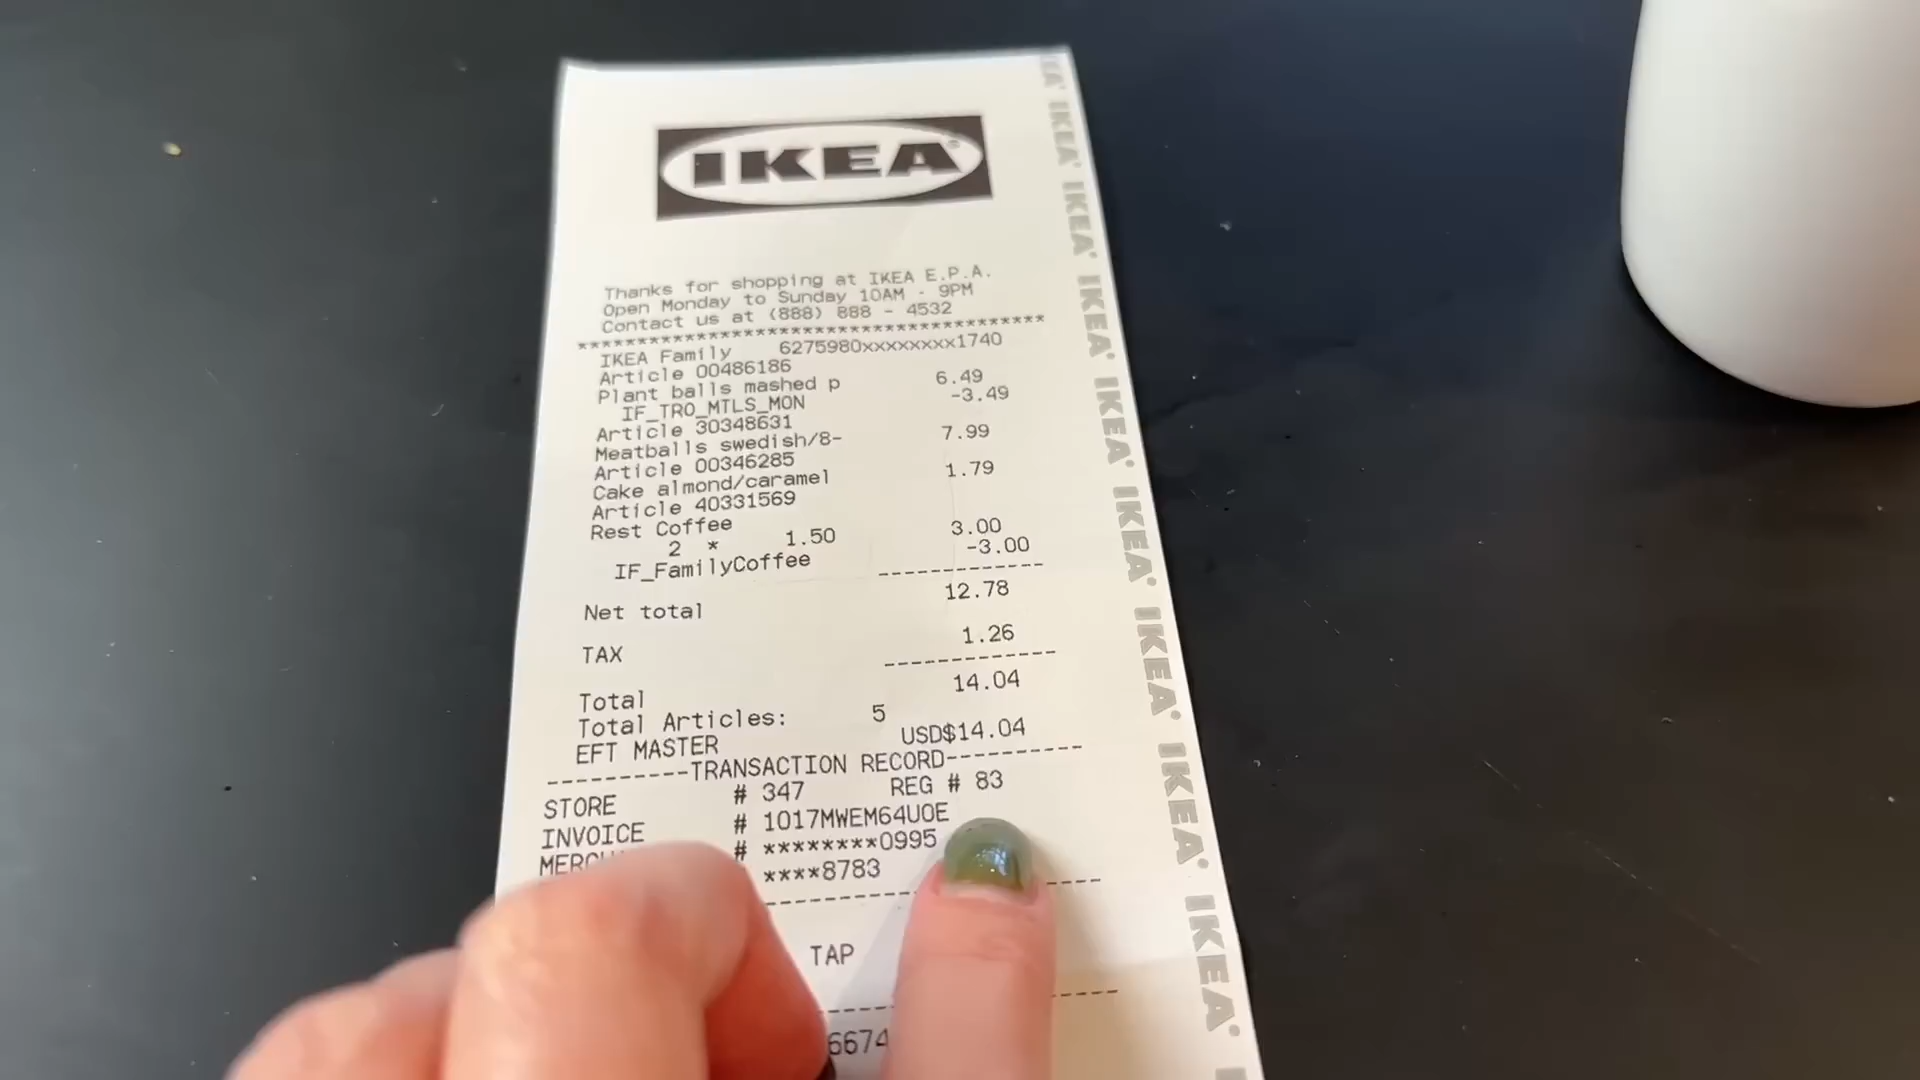 IKEA
Thanks for shopping at IKEA E.P.A.
Open Monday to Sunday 10AM - 9PM
Contact us at (888) 888 - 4532
***************************************
IKEA Family 6275980xxxxxxxx1740
Article 00486186
Plant balls mashed p 6.49
IF_TRO_MTLS_MON -3.49
Article 30348631
Meatballs swedish/8- 7.99
Article 00346285
Cake almond/caramel 1.79
Article 40331569
Rest Coffee
2 * 1.50 3.00
IF_FamilyCoffee -3.00
------------
Net total 12.78
TAX 1.26
------------
Total 14.04
Total Articles: 5
EFT MASTER USD$14.04
----------TRANSACTION RECORD----------
STORE # 347 REG # 83
INVOICE # 1017MWEM64U0E
# ********0995
****8783
TAP
6674
IKEA IKEA IKEA IKEA IKEA IKEA IKEA IKEA IKEA IKEA